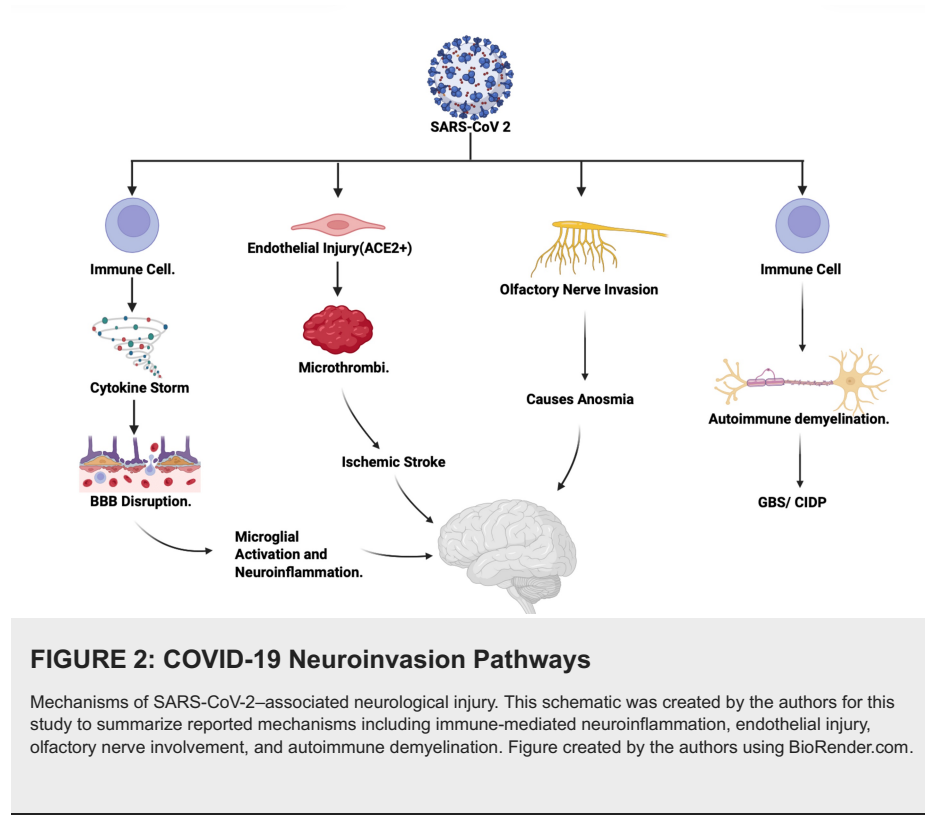 SARS-CoV 2
Immune Cell.
Cytokine Storm
BBB Disruption.
Microglial
Activation and
Neuroinflammation.
Endothelial Injury(ACE2+)
Microthrombi.
Ischemic Stroke
Olfactory Nerve Invasion
Causes Anosmia
Immune Cell
Autoimmune demyelination.
GBS/ CIDP
FIGURE 2: COVID-19 Neuroinvasion Pathways
Mechanisms of SARS-CoV-2–associated neurological injury. This schematic was created by the authors for this
study to summarize reported mechanisms including immune-mediated neuroinflammation, endothelial injury,
olfactory nerve involvement, and autoimmune demyelination. Figure created by the authors using BioRender.com.